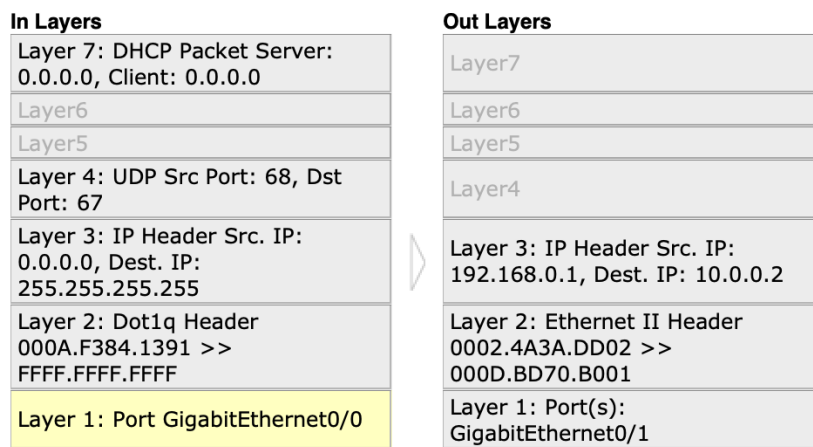 In Layers
Layer 7: DHCP Packet Server:
0.0.0.0, Client: 0.0.0.0
Layer6
Layer5
Layer 4: UDP Src Port: 68, Dst
Port: 67
Layer 3: IP Header Src. IP:
0.0.0.0, Dest. IP:
255.255.255.255
Layer 2: Dot1q Header
000A.F384.1391 >>
FFFF.FFFF.FFFF
Layer 1: Port GigabitEthernet0/0
Out Layers
Layer7
Layer6
Layer5
Layer4
Layer 3: IP Header Src. IP:
192.168.0.1, Dest. IP: 10.0.0.2
Layer 2: Ethernet II Header
0002.4A3A.DD02 >>
000D.BD70.B001
Layer 1: Port(s):
GigabitEthernet0/1